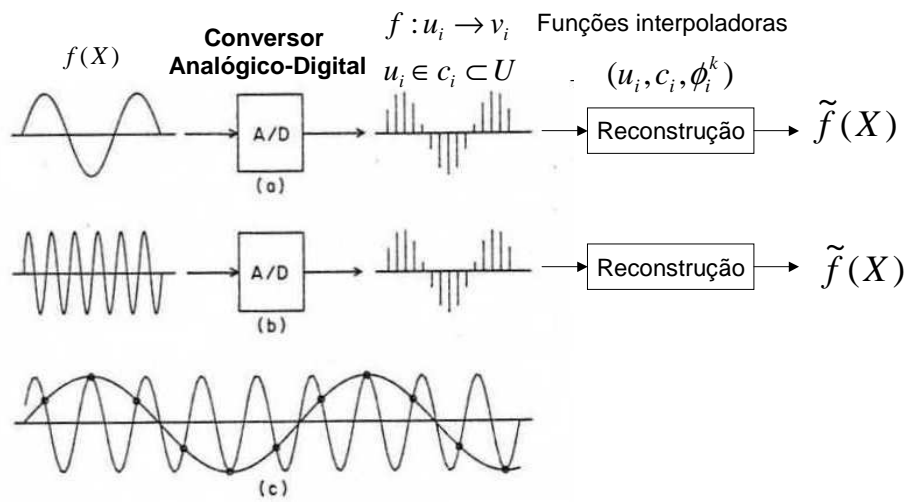 f(X)
Conversor
Analógico-Digital
f : u_i → v_i
u_i ∈ c_i ⊂ U
Funções interpoladoras
(u_i, c_i, ϕ_i^k)
A/D
(a)
Reconstrução
f̃(X)
A/D
(b)
Reconstrução
f̃(X)
(c)